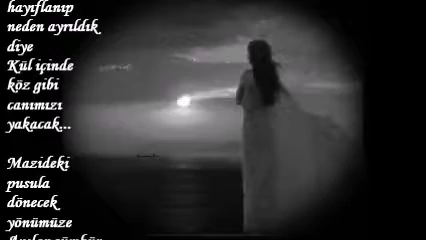 hayıflanıp
neden ayrıldık
diye
Kül içinde
köz gibi
canımızı
yakacak...
Mazideki
pusula
dönecek
yönümüze